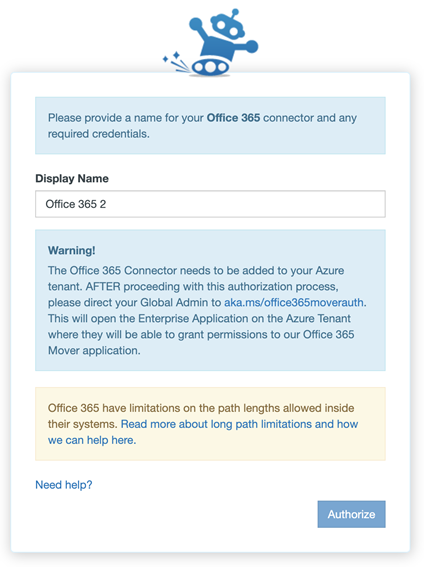 Please provide a name for your Office 365 connector and any
required credentials.
Display Name
Office 365 2
Warning!
The Office 365 Connector needs to be added to your Azure
tenant. AFTER proceeding with this authorization process,
please direct your Global Admin to aka.ms/office365moverauth.
This will open the Enterprise Application on the Azure Tenant
where they will be able to grant permissions to our Office 365
Mover application.
Office 365 have limitations on the path lengths allowed inside
their systems. Read more about long path limitations and how
we can help here.
Need help?
Authorize